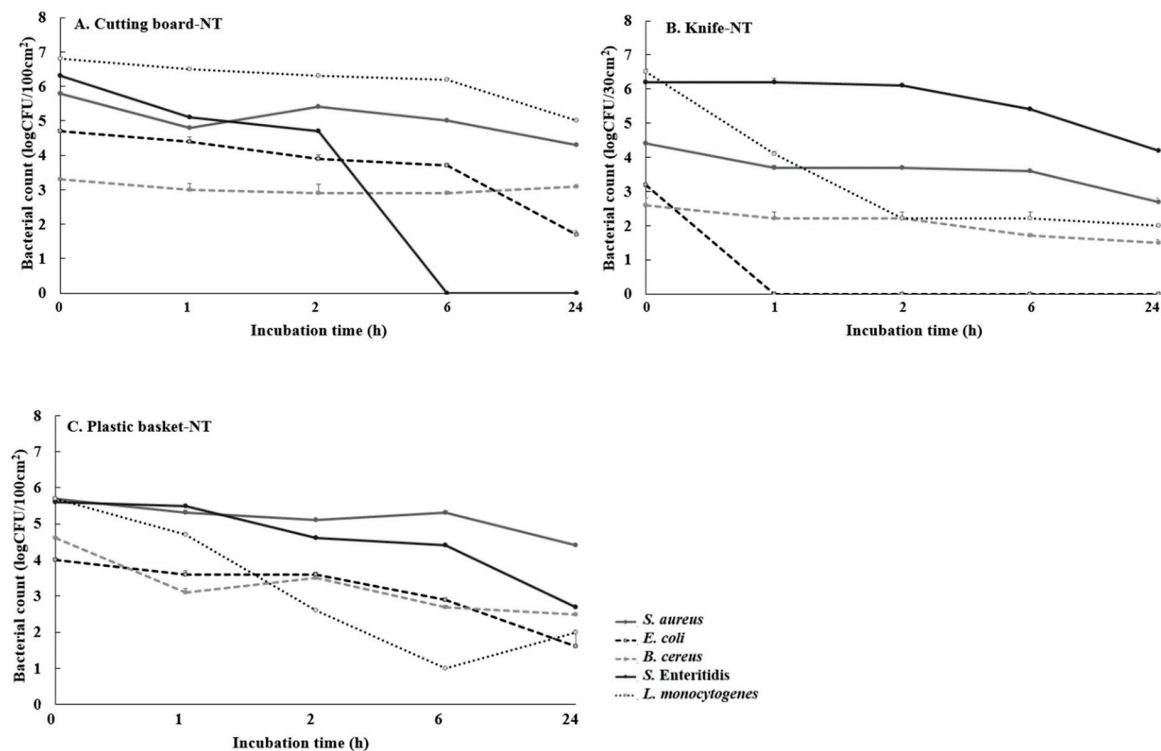 A. Cutting board-NT
Bacterial count (logCFU/100cm²)
8
7
6
5
4
3
2
1
0
0 1 2 6 24
Incubation time (h)
B. Knife-NT
Bacterial count (logCFU/30cm²)
8
7
6
5
4
3
2
1
0
0 1 2 6 24
Incubation time (h)
C. Plastic basket-NT
Bacterial count (logCFU/100cm²)
8
7
6
5
4
3
2
1
0
0 1 2 6 24
Incubation time (h)
S. aureus
E. coli
B. cereus
S. Enteritidis
L. monocytogenes